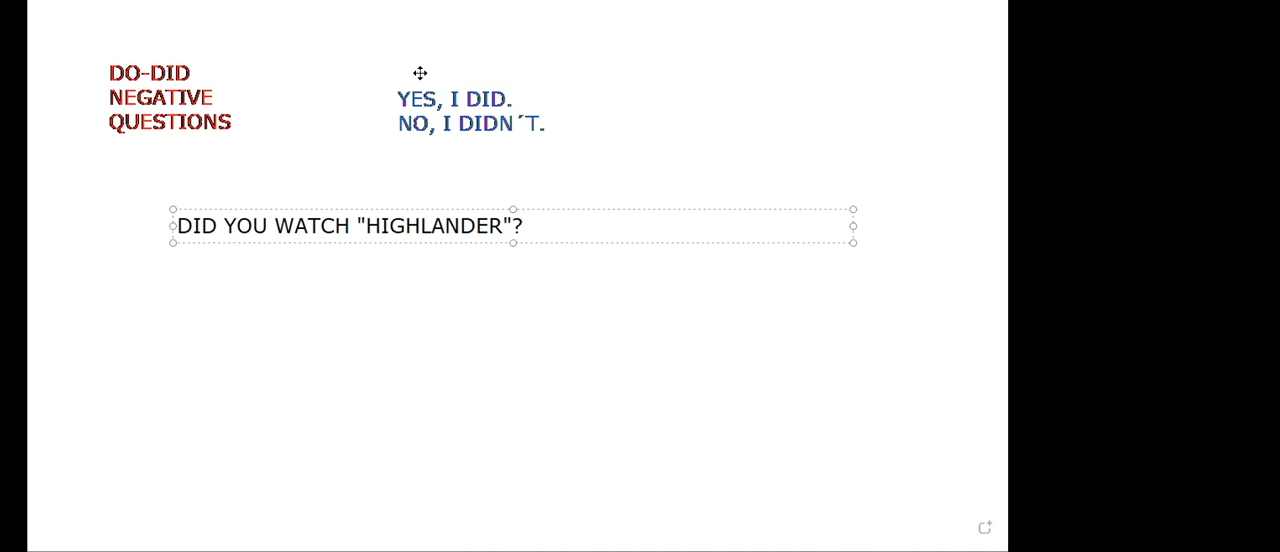 DO-DID
NEGATIVE
QUESTIONS
YES, I DID.
NO, I DIDN´T.
DID YOU WATCH "HIGHLANDER"?